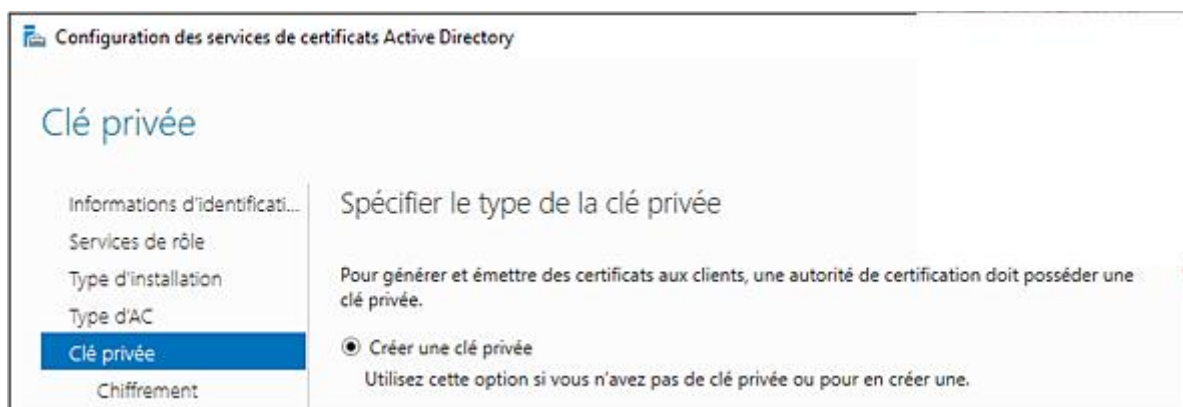 Configuration des services de certificats Active Directory
Clé privée
Informations d'identificati...
Services de rôle
Type d'installation
Type d'AC
Clé privée
Chiffrement
Spécifier le type de la clé privée
Pour générer et émettre des certificats aux clients, une autorité de certification doit posséder une
clé privée.
Créer une clé privée
Utilisez cette option si vous n'avez pas de clé privée ou pour en créer une.